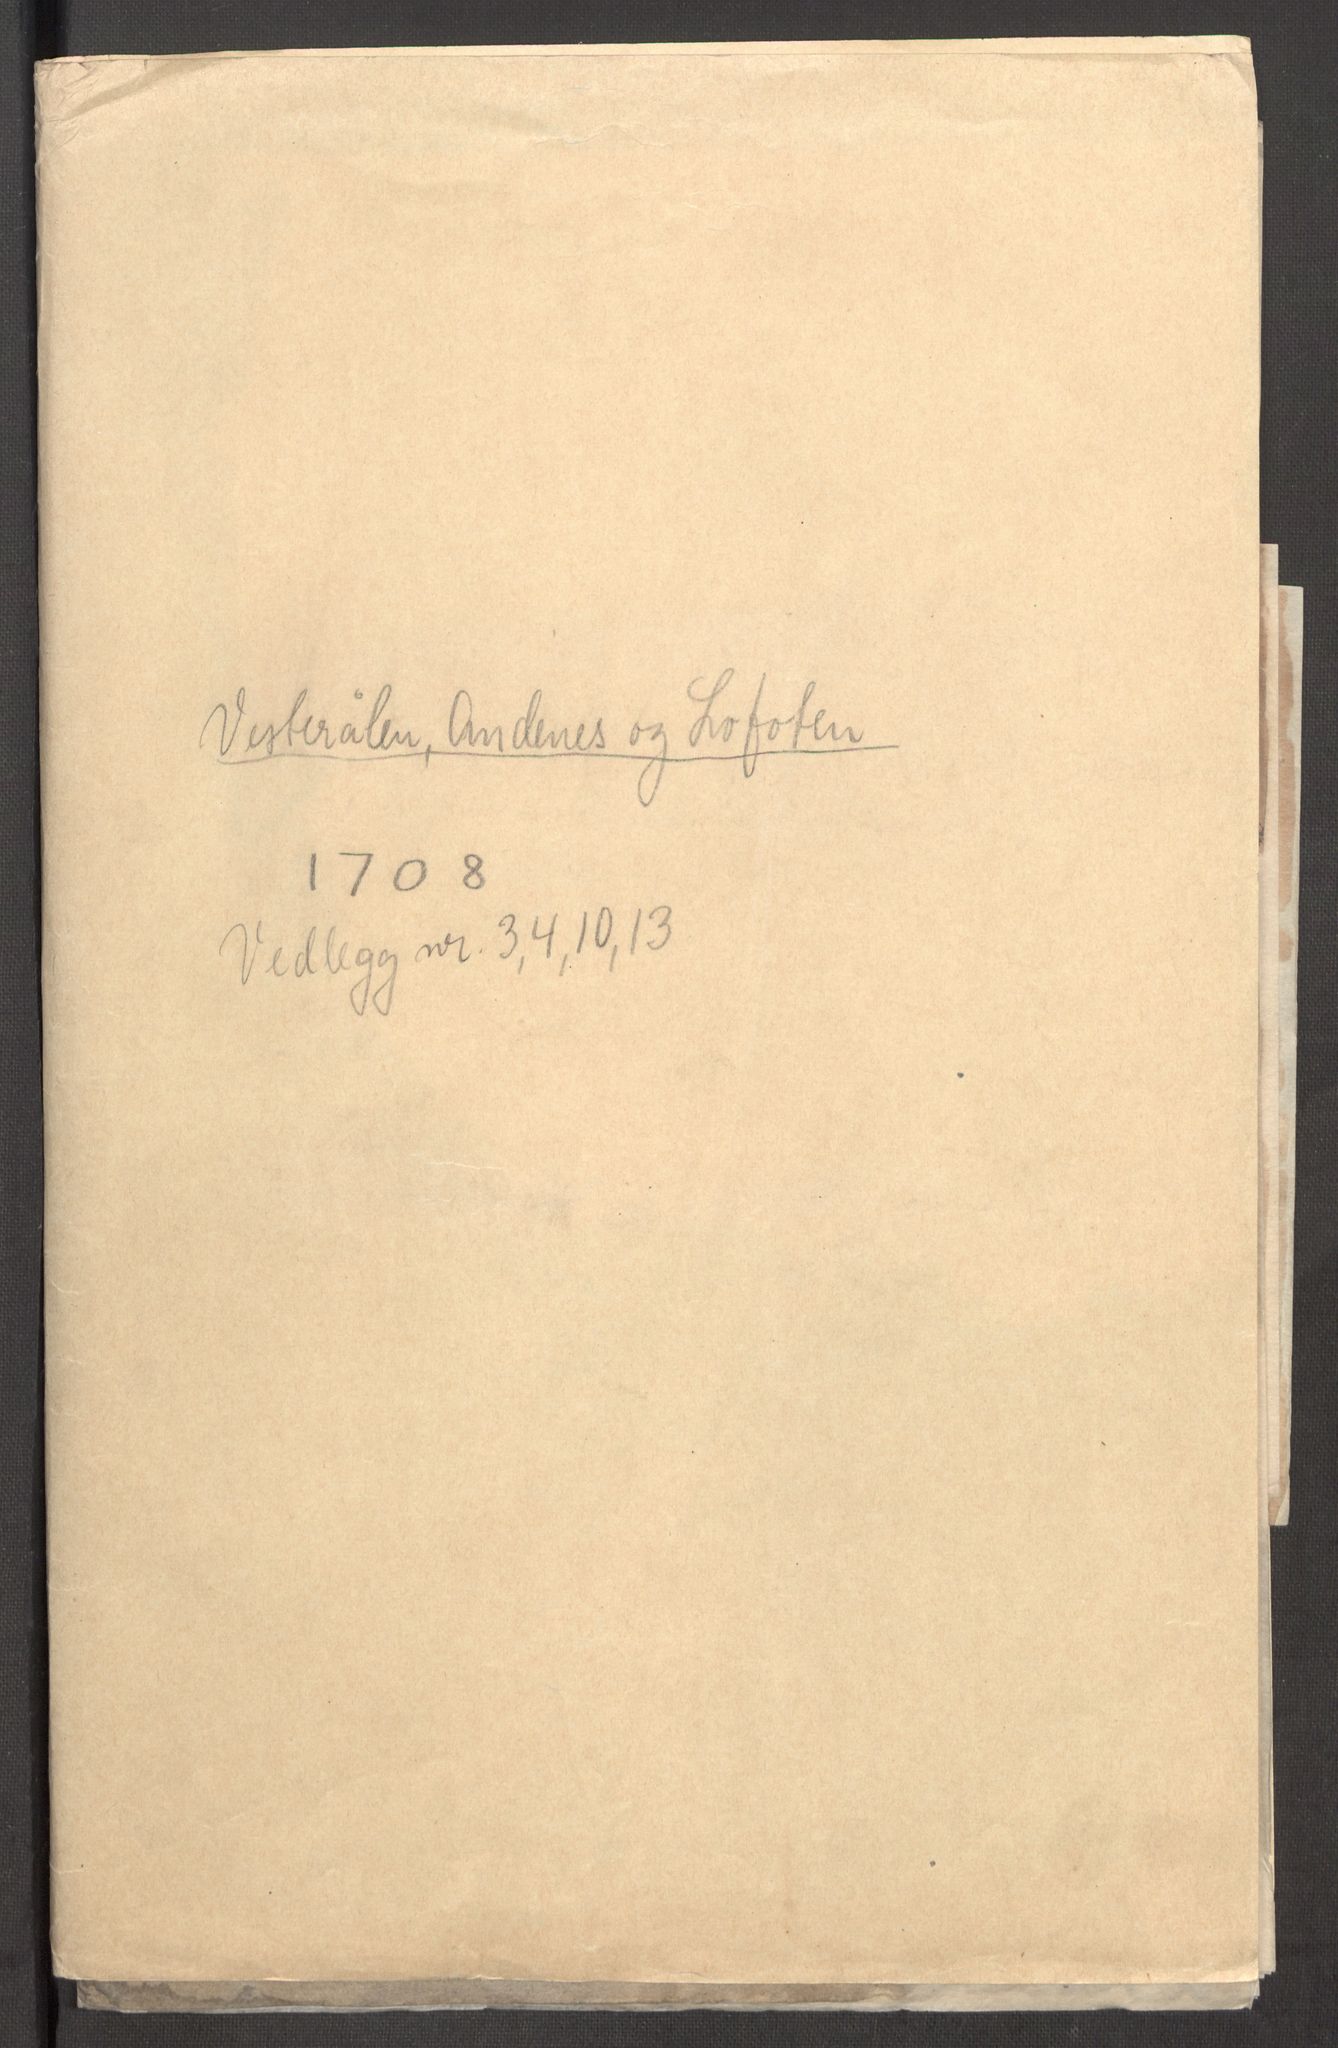 Vesterålen, Andenes og Lofoten
1708
Vedlegg nr. 3, 4, 10, 13